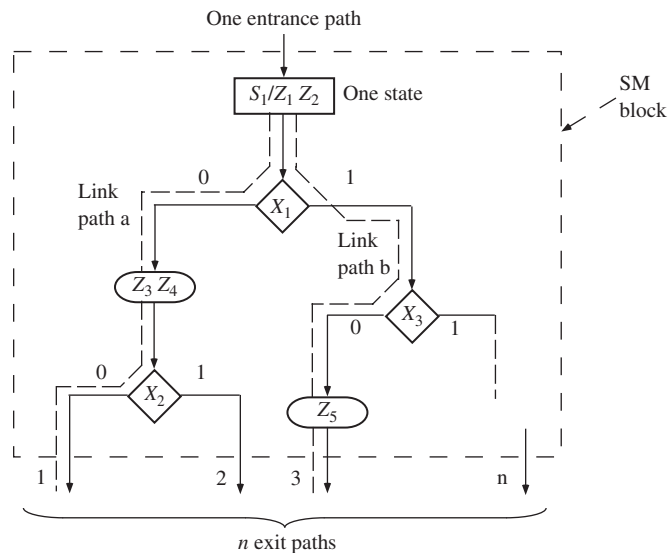 One entrance path
S1/Z1 Z2
One state
SM
block
0
1
Link
path a
X1
Link
path b
Z3 Z4
X3
0
1
0
1
X2
Z5
1
2
3
n
n exit paths